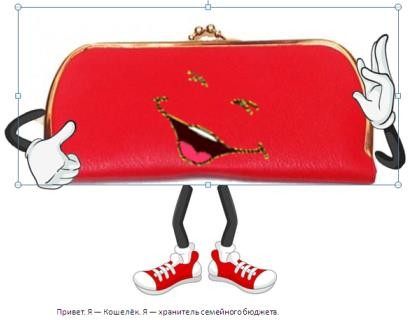 Привет. Я — Кошелёк. Я — хранитель семейного бюджета.